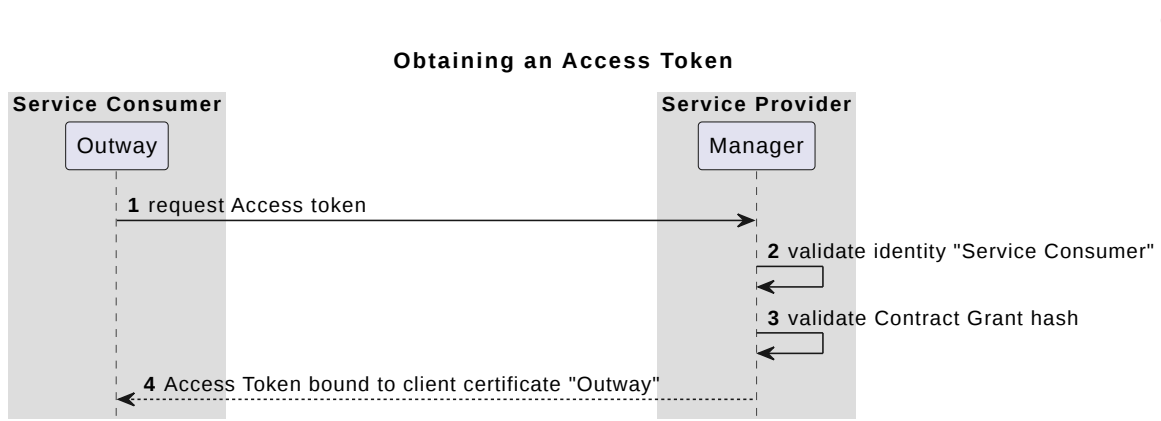 Obtaining an Access Token
Service Consumer
Service Provider
Outway
Manager
1 request Access token
2 validate identity "Service Consumer"
3 validate Contract Grant hash
4 Access Token bound to client certificate "Outway"